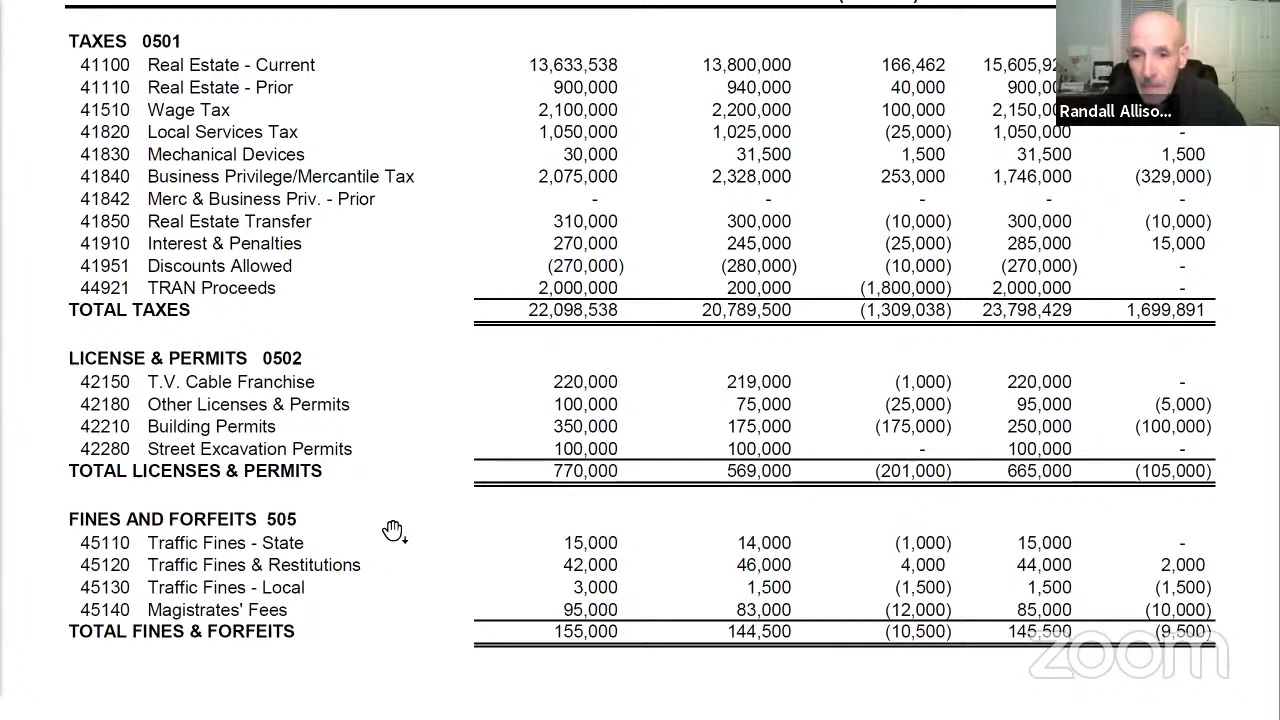 TAXES 0501
41100 Real Estate - Current 13,633,538 13,800,000 166,462
41110 Real Estate - Prior 900,000 940,000 40,000
41510 Wage Tax 2,100,000 2,200,000 100,000
Randall Alliso...
41820 Local Services Tax 1,050,000 1,025,000 (25,000) 1,050,000 -
41830 Mechanical Devices 30,000 31,500 1,500 31,500 1,500
41840 Business Privilege/Mercantile Tax 2,075,000 2,328,000 253,000 1,746,000 (329,000)
41842 Merc & Business Priv. - Prior - - - - -
41850 Real Estate Transfer 310,000 300,000 (10,000) 300,000 (10,000)
41910 Interest & Penalties 270,000 245,000 (25,000) 285,000 15,000
41951 Discounts Allowed (270,000) (280,000) (10,000) (270,000) -
44921 TRAN Proceeds 2,000,000 200,000 (1,800,000) 2,000,000 -
TOTAL TAXES 22,098,538 20,789,500 (1,309,038) 23,798,429 1,699,891
LICENSE & PERMITS 0502
42150 T.V. Cable Franchise 220,000 219,000 (1,000) 220,000 -
42180 Other Licenses & Permits 100,000 75,000 (25,000) 95,000 (5,000)
42210 Building Permits 350,000 175,000 (175,000) 250,000 (100,000)
42280 Street Excavation Permits 100,000 100,000 - 100,000 -
TOTAL LICENSES & PERMITS 770,000 569,000 (201,000) 665,000 (105,000)
FINES AND FORFEITS 505
45110 Traffic Fines - State 15,000 14,000 (1,000) 15,000 -
45120 Traffic Fines & Restitutions 42,000 46,000 4,000 44,000 2,000
45130 Traffic Fines - Local 3,000 1,500 (1,500) 1,500 (1,500)
45140 Magistrates' Fees 95,000 83,000 (12,000) 85,000 (10,000)
TOTAL FINES & FORFEITS 155,000 144,500 (10,500) 145,500 (9,500)
zoom